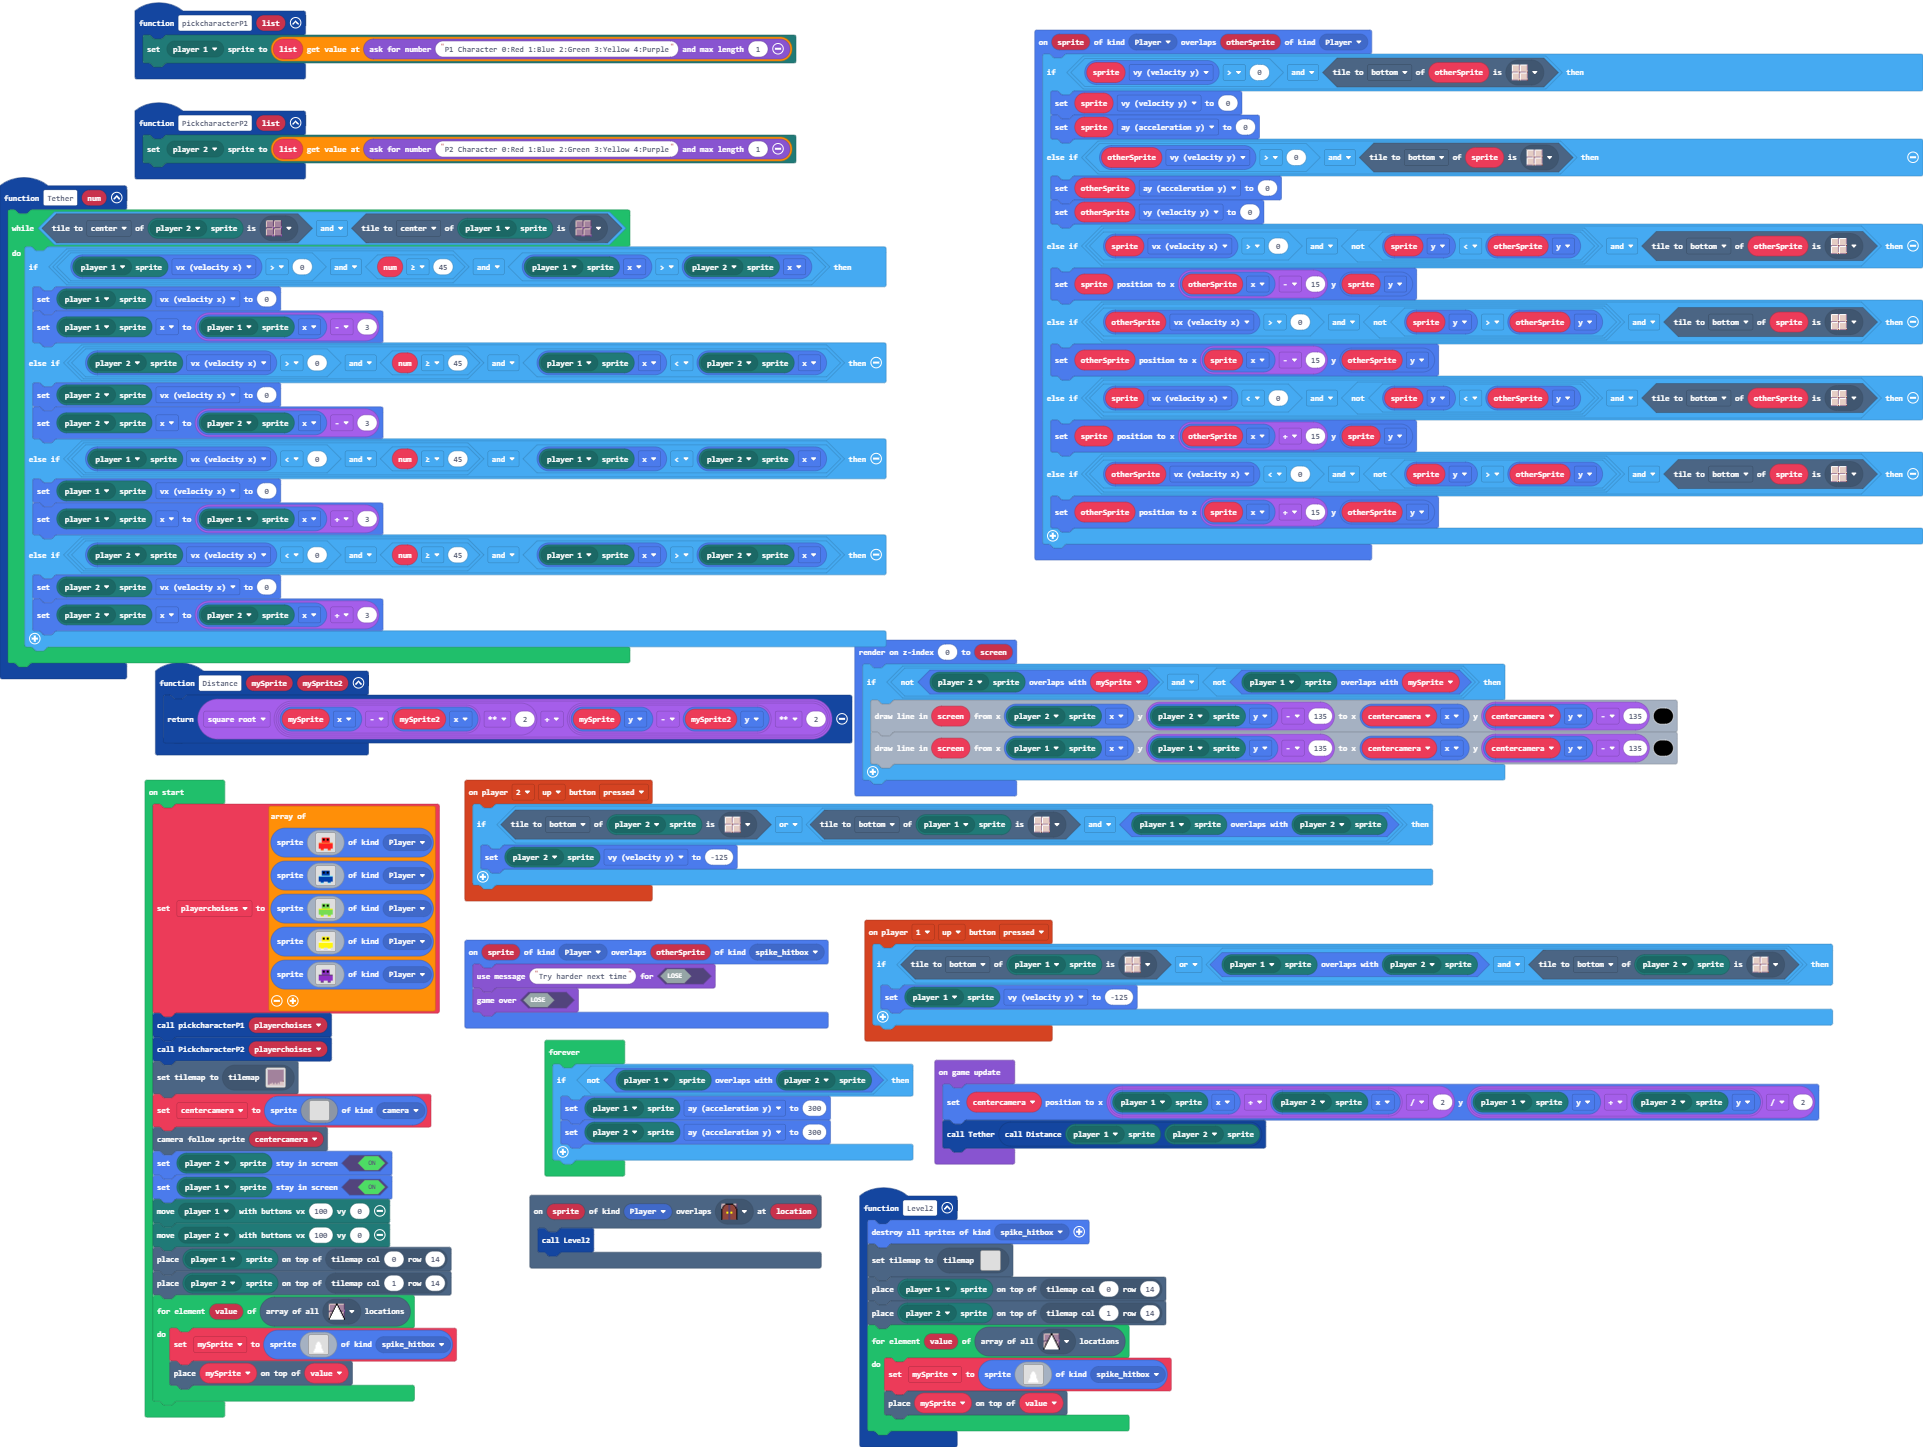 function pickcharacterP1 list
set player 1 sprite to list get value at ask for number "P1 Character 0:Red 1:Blue 2:Green 3:Yellow 4:Purple" and max length 1
function PickcharacterP2 list
set player 2 sprite to list get value at ask for number "P2 Character 0:Red 1:Blue 2:Green 3:Yellow 4:Purple" and max length 1
function Tether num
while tile to center of player 2 sprite is and tile to center of player 1 sprite is
do
if player 1 sprite vx (velocity x) > 0 and num ≥ 45 and player 1 sprite x > player 2 sprite x then
set player 1 sprite vx (velocity x) to 0
set player 1 sprite x to player 1 sprite x - 3
else if player 2 sprite vx (velocity x) > 0 and num ≥ 45 and player 1 sprite x < player 2 sprite x then
set player 2 sprite vx (velocity x) to 0
set player 2 sprite x to player 2 sprite x - 3
else if player 1 sprite vx (velocity x) < 0 and num ≥ 45 and player 1 sprite x < player 2 sprite x then
set player 1 sprite vx (velocity x) to 0
set player 1 sprite x to player 1 sprite x + 3
else if player 2 sprite vx (velocity x) < 0 and num ≥ 45 and player 1 sprite x > player 2 sprite x then
set player 2 sprite vx (velocity x) to 0
set player 2 sprite x to player 2 sprite x + 3
on sprite of kind Player overlaps otherSprite of kind Player
if sprite vy (velocity y) > 0 and tile to bottom of otherSprite is then
set sprite vy (velocity y) to 0
set sprite ay (acceleration y) to 0
else if otherSprite vy (velocity y) > 0 and tile to bottom of sprite is then
set otherSprite ay (acceleration y) to 0
set otherSprite vy (velocity y) to 0
else if sprite vx (velocity x) > 0 and not sprite y < otherSprite y and tile to bottom of otherSprite is then
set sprite position to x otherSprite x - 15 y sprite y
else if otherSprite vx (velocity x) > 0 and not sprite y > otherSprite y and tile to bottom of sprite is then
set otherSprite position to x sprite x - 15 y otherSprite y
else if sprite vx (velocity x) < 0 and not sprite y < otherSprite y and tile to bottom of otherSprite is then
set sprite position to x otherSprite x + 15 y sprite y
else if otherSprite vx (velocity x) < 0 and not sprite y > otherSprite y and tile to bottom of sprite is then
set otherSprite position to x sprite x + 15 y otherSprite y
function Distance mySprite mySprite2
return square root mySprite x - mySprite2 x ** 2 + mySprite y - mySprite2 y ** 2
render on z-index 0 to screen
if not player 2 sprite overlaps with mySprite and not player 1 sprite overlaps with mySprite then
draw line in screen from x player 2 sprite x y player 2 sprite y - 135 to x centercamera x y centercamera y - 135
draw line in screen from x player 1 sprite x y player 1 sprite y - 135 to x centercamera x y centercamera y - 135
on start
array of
sprite of kind Player
sprite of kind Player
set playerchoises to sprite of kind Player
sprite of kind Player
sprite of kind Player
call pickcharacterP1 playerchoises
call PickcharacterP2 playerchoises
set tilemap to tilemap
set centercamera to sprite of kind camera
camera follow sprite centercamera
set player 2 sprite stay in screen ON
set player 1 sprite stay in screen ON
move player 1 with buttons vx 100 vy 0
move player 2 with buttons vx 100 vy 0
place player 1 sprite on top of tilemap col 0 row 14
place player 2 sprite on top of tilemap col 1 row 14
for element value of array of all locations
do
set mySprite to sprite of kind spike_hitbox
place mySprite on top of value
on player 2 up button pressed
if tile to bottom of player 2 sprite is or tile to bottom of player 1 sprite is and player 1 sprite overlaps with player 2 sprite then
set player 2 sprite vy (velocity y) to -125
on sprite of kind Player overlaps otherSprite of kind spike_hitbox
use message "Try harder next time" for LOSE
game over LOSE
on player 1 up button pressed
if tile to bottom of player 1 sprite is or player 1 sprite overlaps with player 2 sprite and tile to bottom of player 2 sprite is then
set player 1 sprite vy (velocity y) to -125
forever
if not player 1 sprite overlaps with player 2 sprite then
set player 1 sprite ay (acceleration y) to 300
set player 2 sprite ay (acceleration y) to 300
on game update
set centercamera position to x player 1 sprite x + player 2 sprite x / 2 y player 1 sprite y + player 2 sprite y / 2
call Tether call Distance player 1 sprite player 2 sprite
on sprite of kind Player overlaps at location
call Level2
function Level2
destroy all sprites of kind spike_hitbox
set tilemap to tilemap
place player 1 sprite on top of tilemap col 0 row 14
place player 2 sprite on top of tilemap col 1 row 14
for element value of array of all locations
do
set mySprite to sprite of kind spike_hitbox
place mySprite on top of value